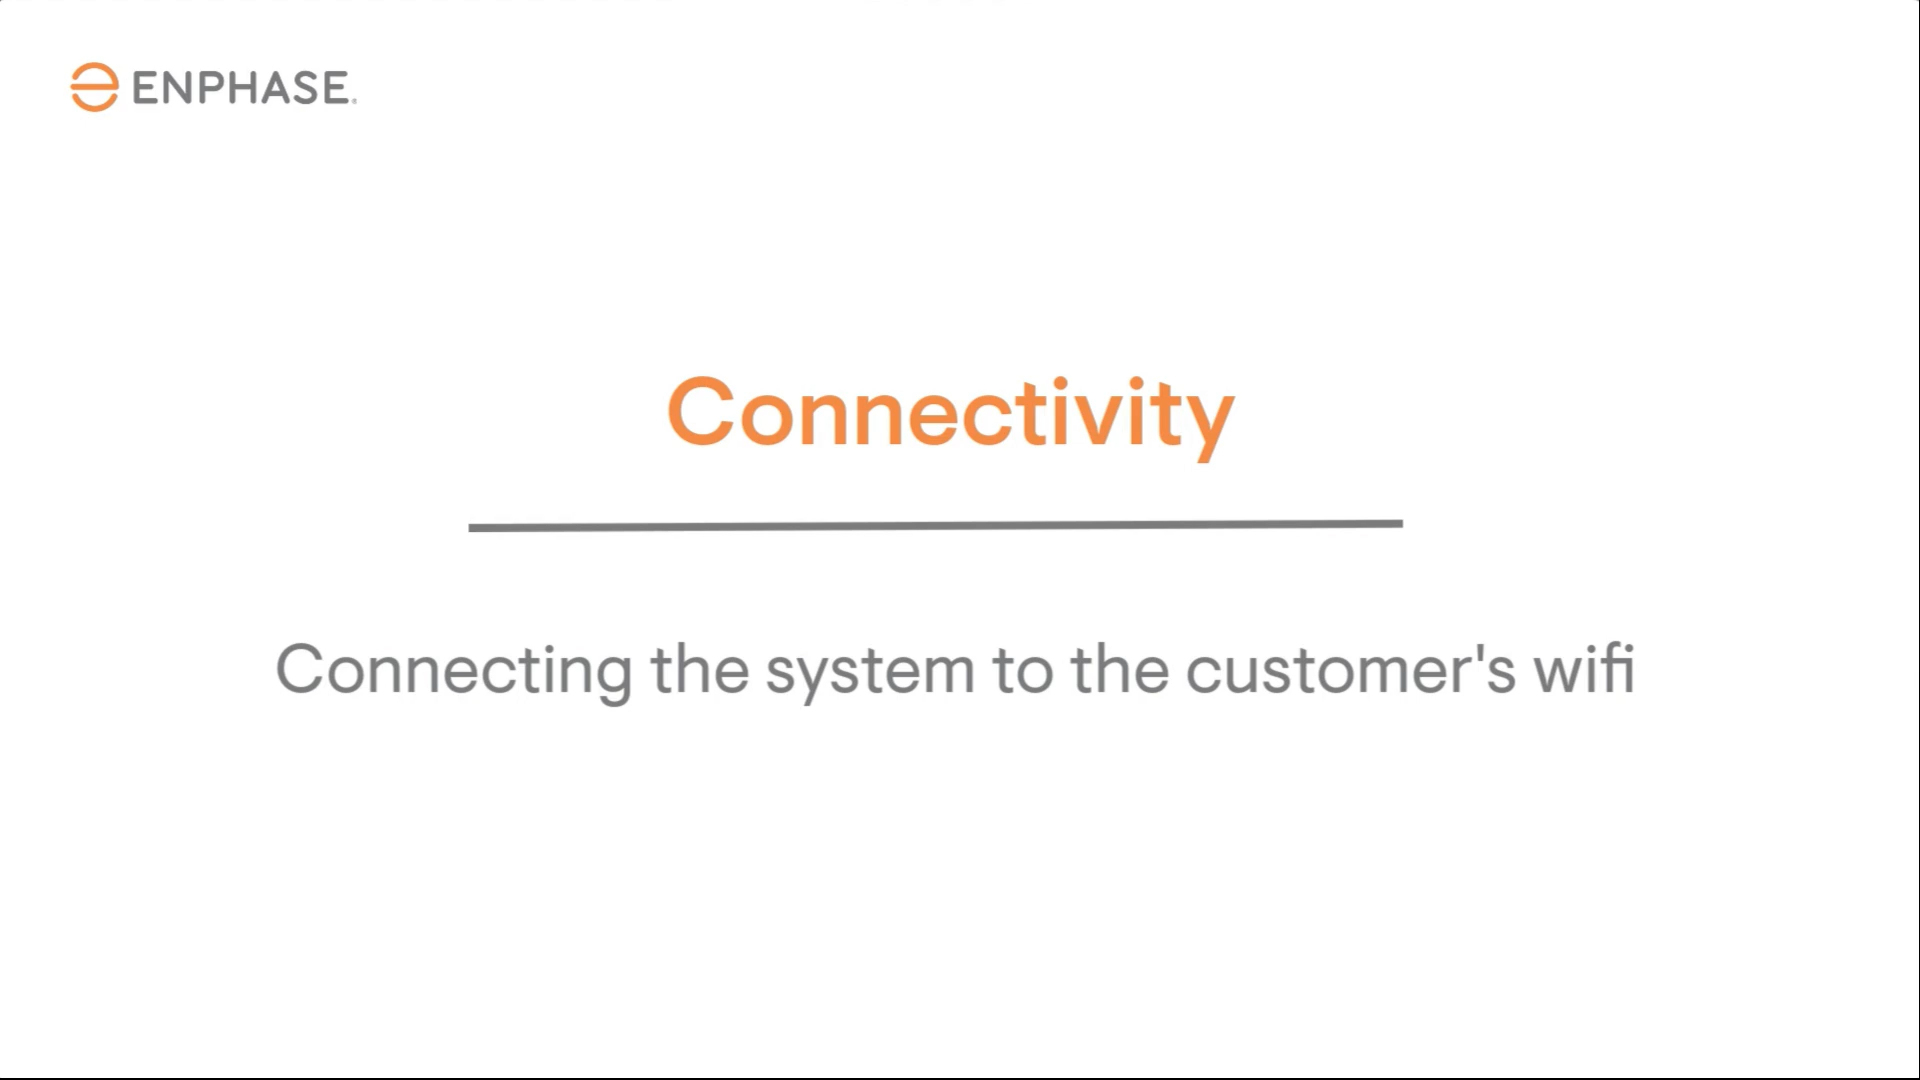 ENPHASE
Connectivity
Connecting the system to the customer's wifi